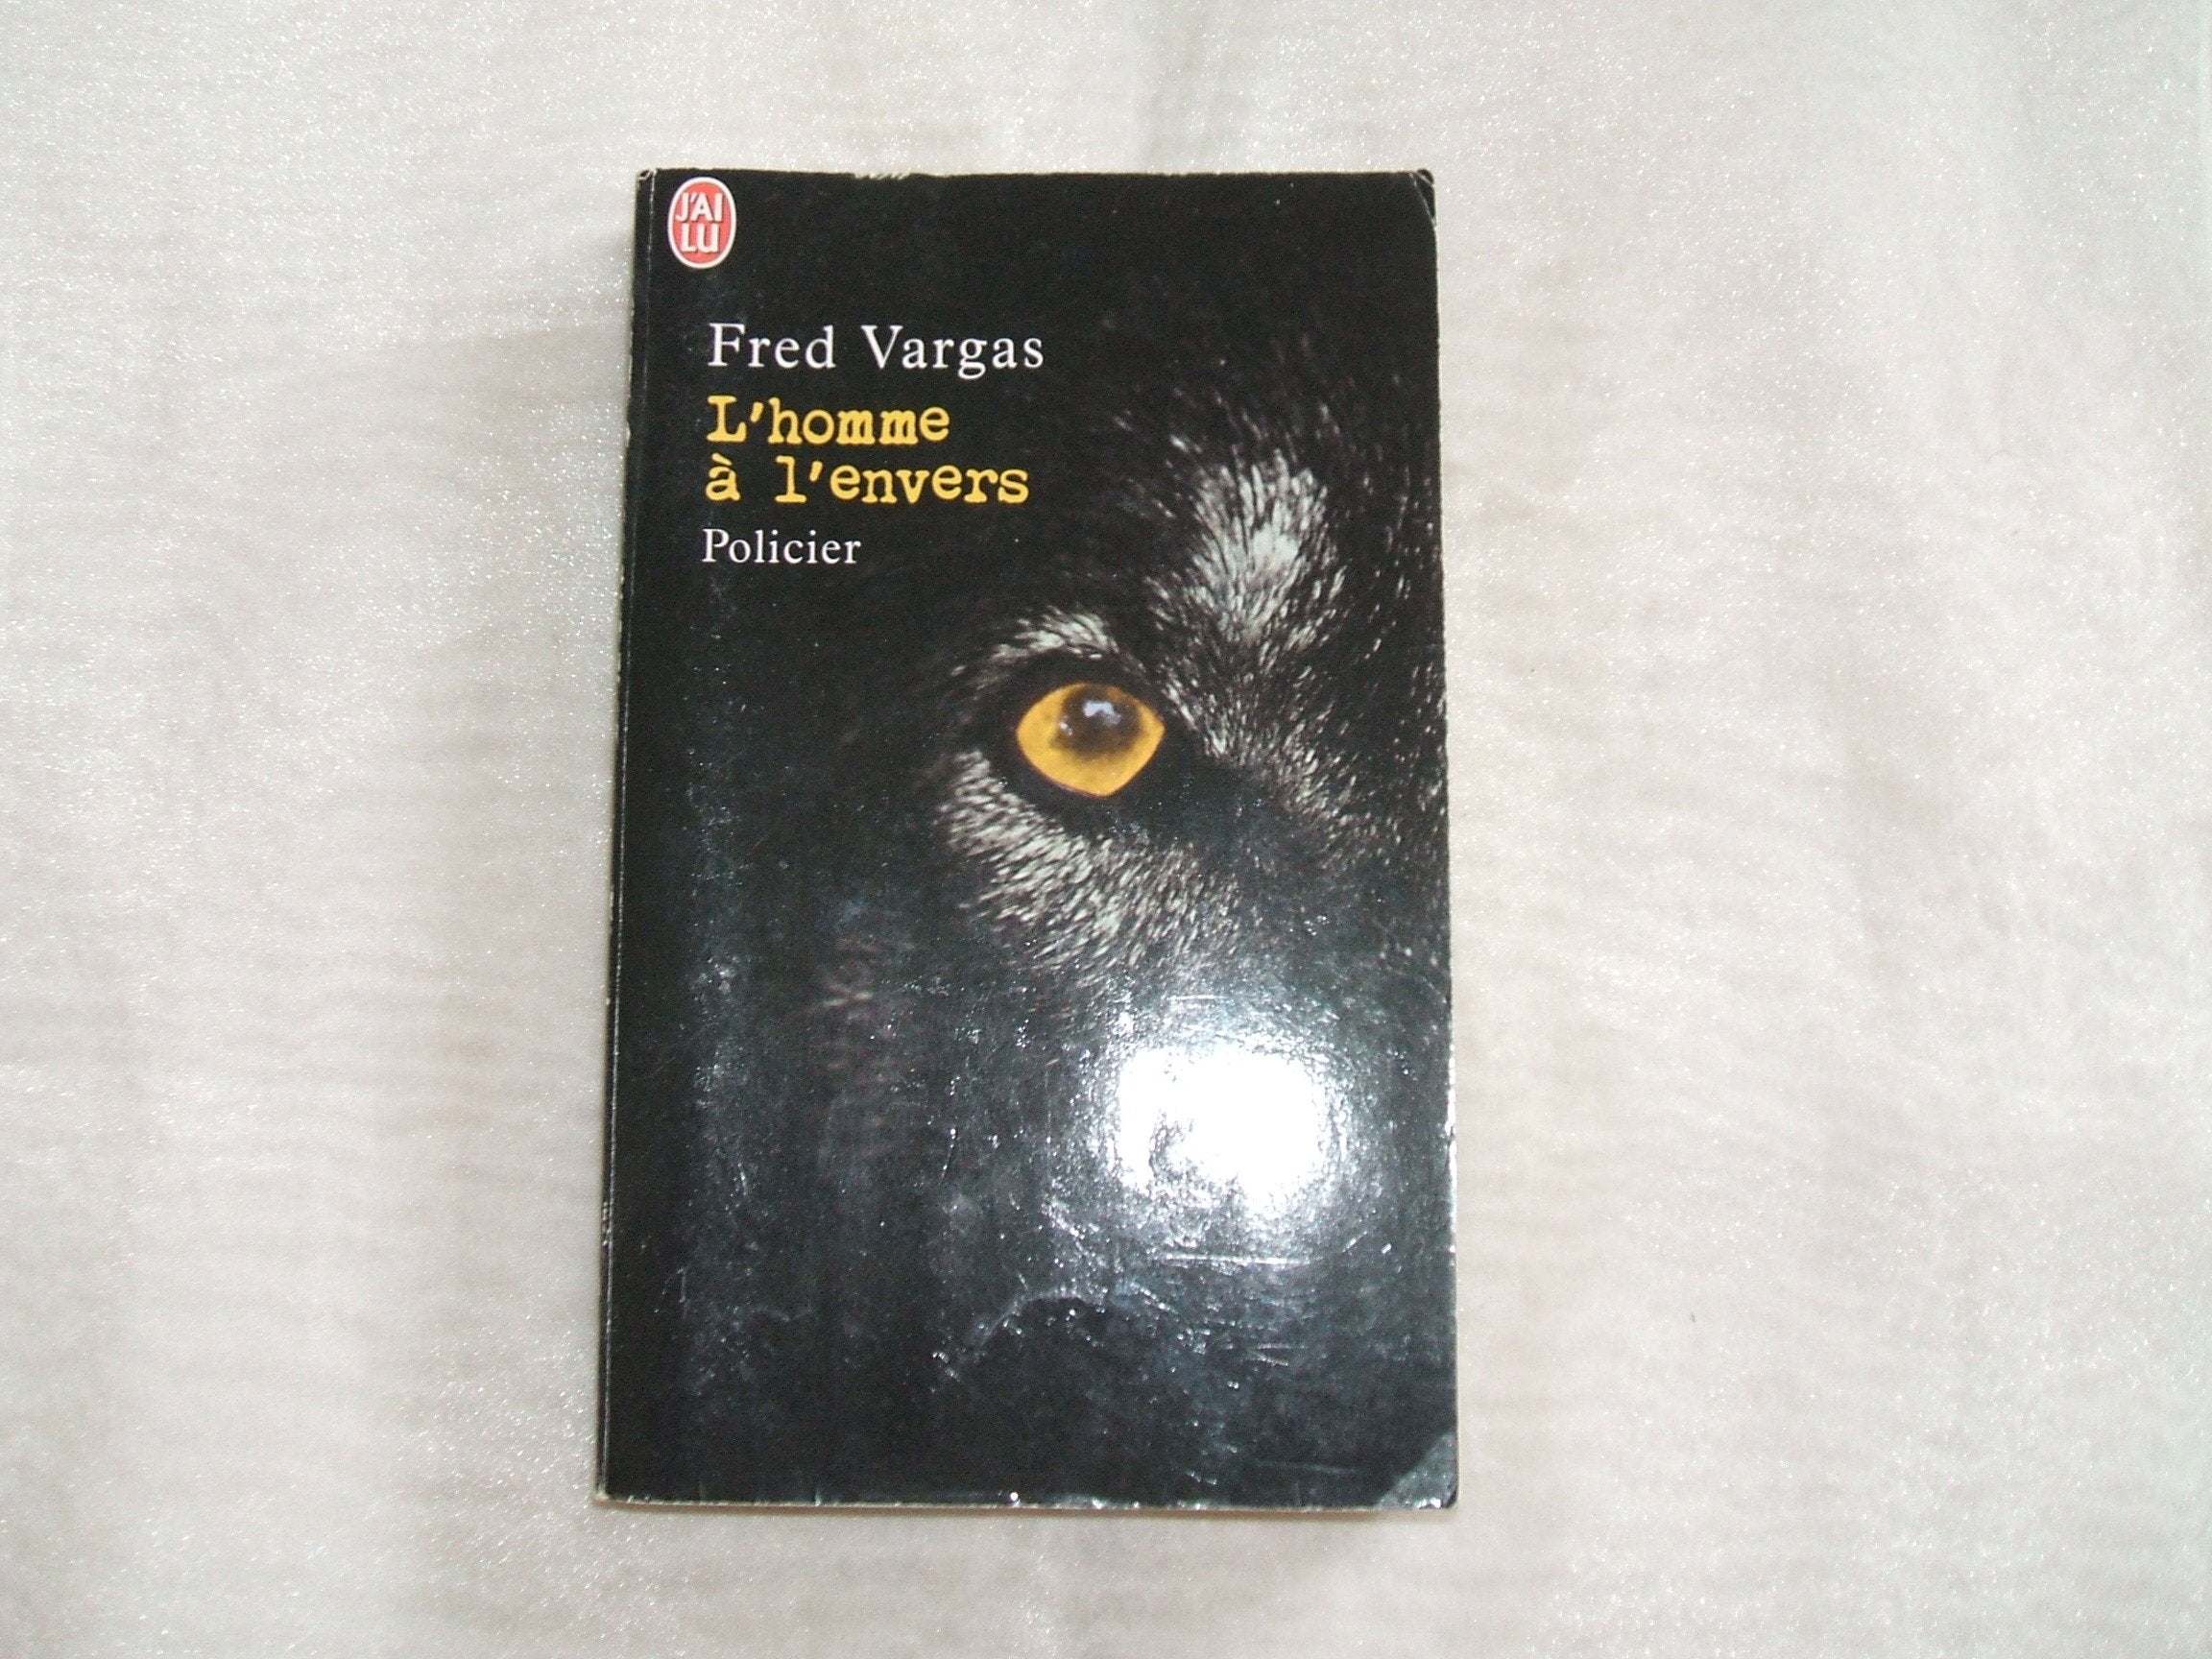 J'AI
LU
Fred Vargas
L'homme
à l'envers
Policier